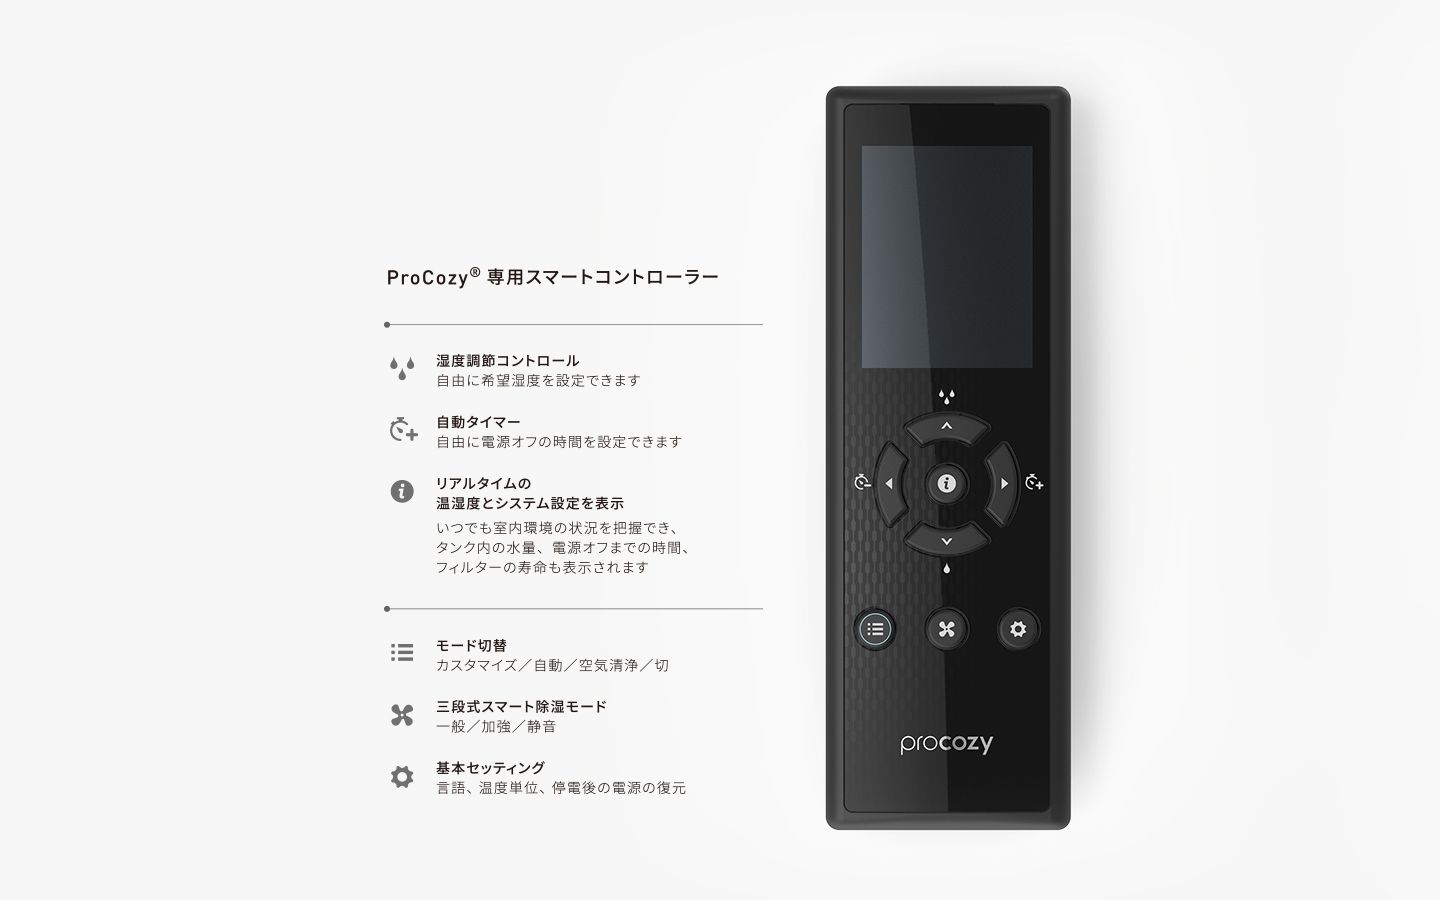 ProCozy® 専用スマートコントローラー
湿度調節コントロール
自由に希望湿度を設定できます
自動タイマー
自由に電源オフの時間を設定できます
リアルタイムの
温湿度とシステム設定を表示
いつでも室内環境の状況を把握でき、
タンク内の水量、電源オフまでの時間、
フィルターの寿命も表示されます
モード切替
カスタマイズ／自動／空気清浄／切
三段式スマート除湿モード
一般／加強／静音
基本セッティング
言語、温度単位、停電後の電源の復元
procozy